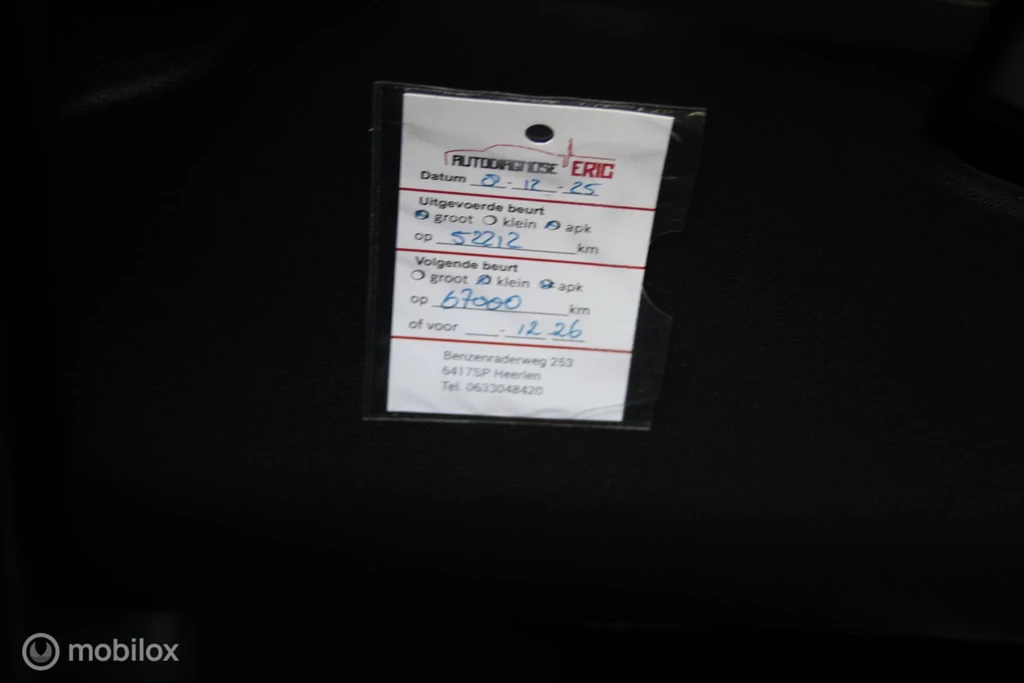 AUTODIAGNOSE ERIC
Datum - 12 - 25
Uitgevoerde beurt
groot klein apk
op 52212 km
Volgende beurt
groot klein apk
op 67000 km
of voor - 12 26
Benzenraderweg 253
6417SP Heerlen
Tel. 0633048420
mobilox